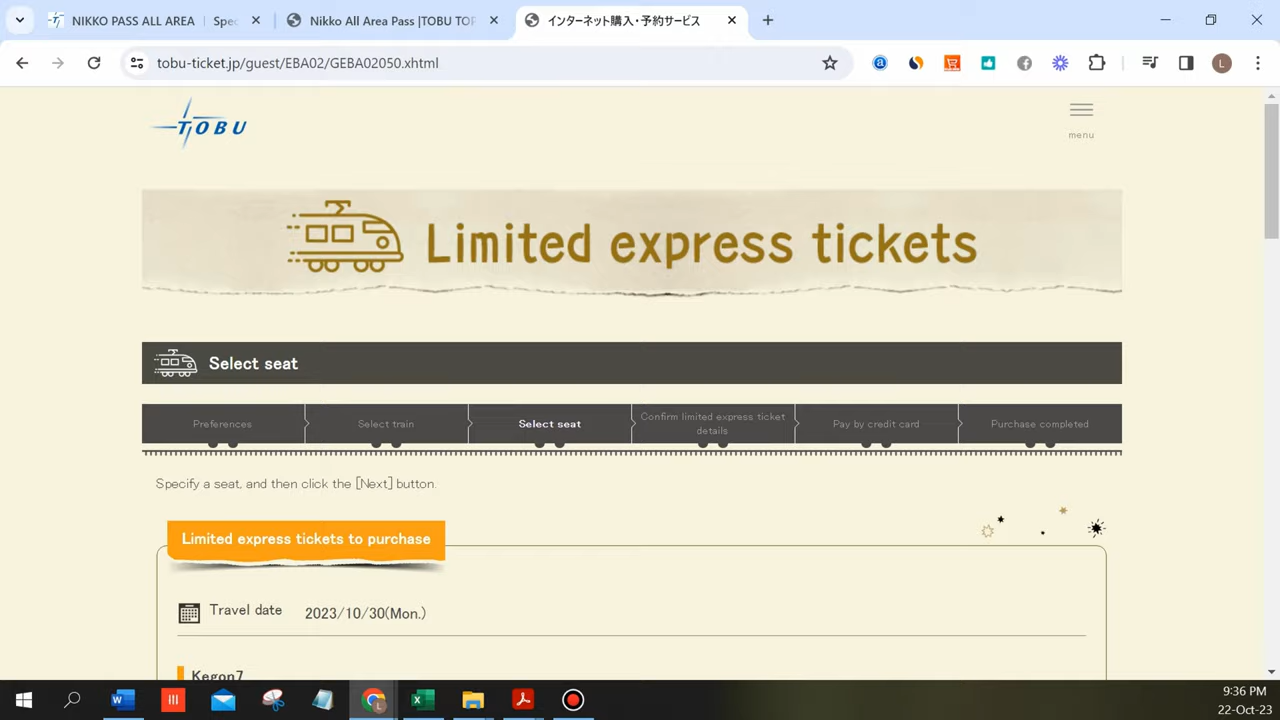 NIKKO PASS ALL AREA | Spec
Nikko All Area Pass |TOBU TOP
インターネット購入・予約サービス
tobu-ticket.jp/guest/EBA02/GEBA02050.xhtml
L
TOBU
menu
Limited express tickets
Select seat
Preferences
Select train
Select seat
Confirm limited express ticket
details
Pay by credit card
Purchase completed
Specify a seat, and then click the [Next] button.
Limited express tickets to purchase
Travel date 2023/10/30(Mon.)
Kegon7
9:36 PM
22-Oct-23